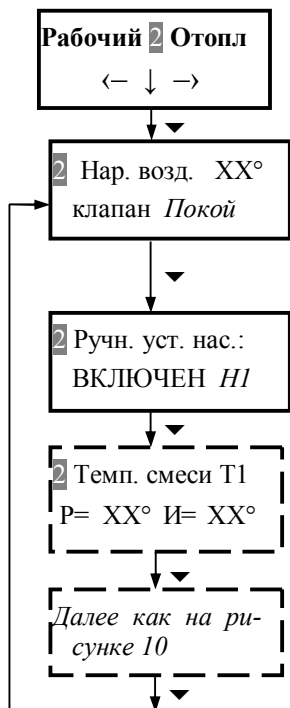 Рабочий 2 Отопл
‹– ↓ –›
2 Нар. возд. XX°
клапан Покой
2 Ручн. уст. нас.:
ВКЛЮЧЕН Н1
2 Темп. смеси Т1
Р= XX° И= XX°
Далее как на ри-
сунке 10